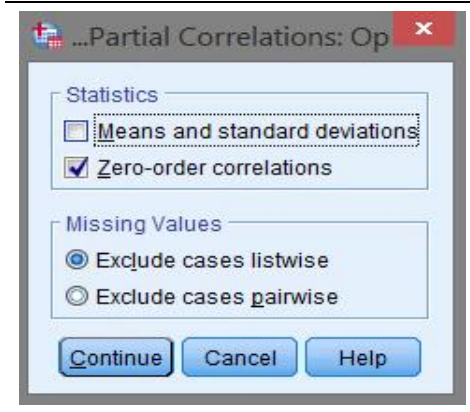 ...Partial Correlations: Op
Statistics
Means and standard deviations
Zero-order correlations
Missing Values
Exclude cases listwise
Exclude cases pairwise
Continue Cancel Help